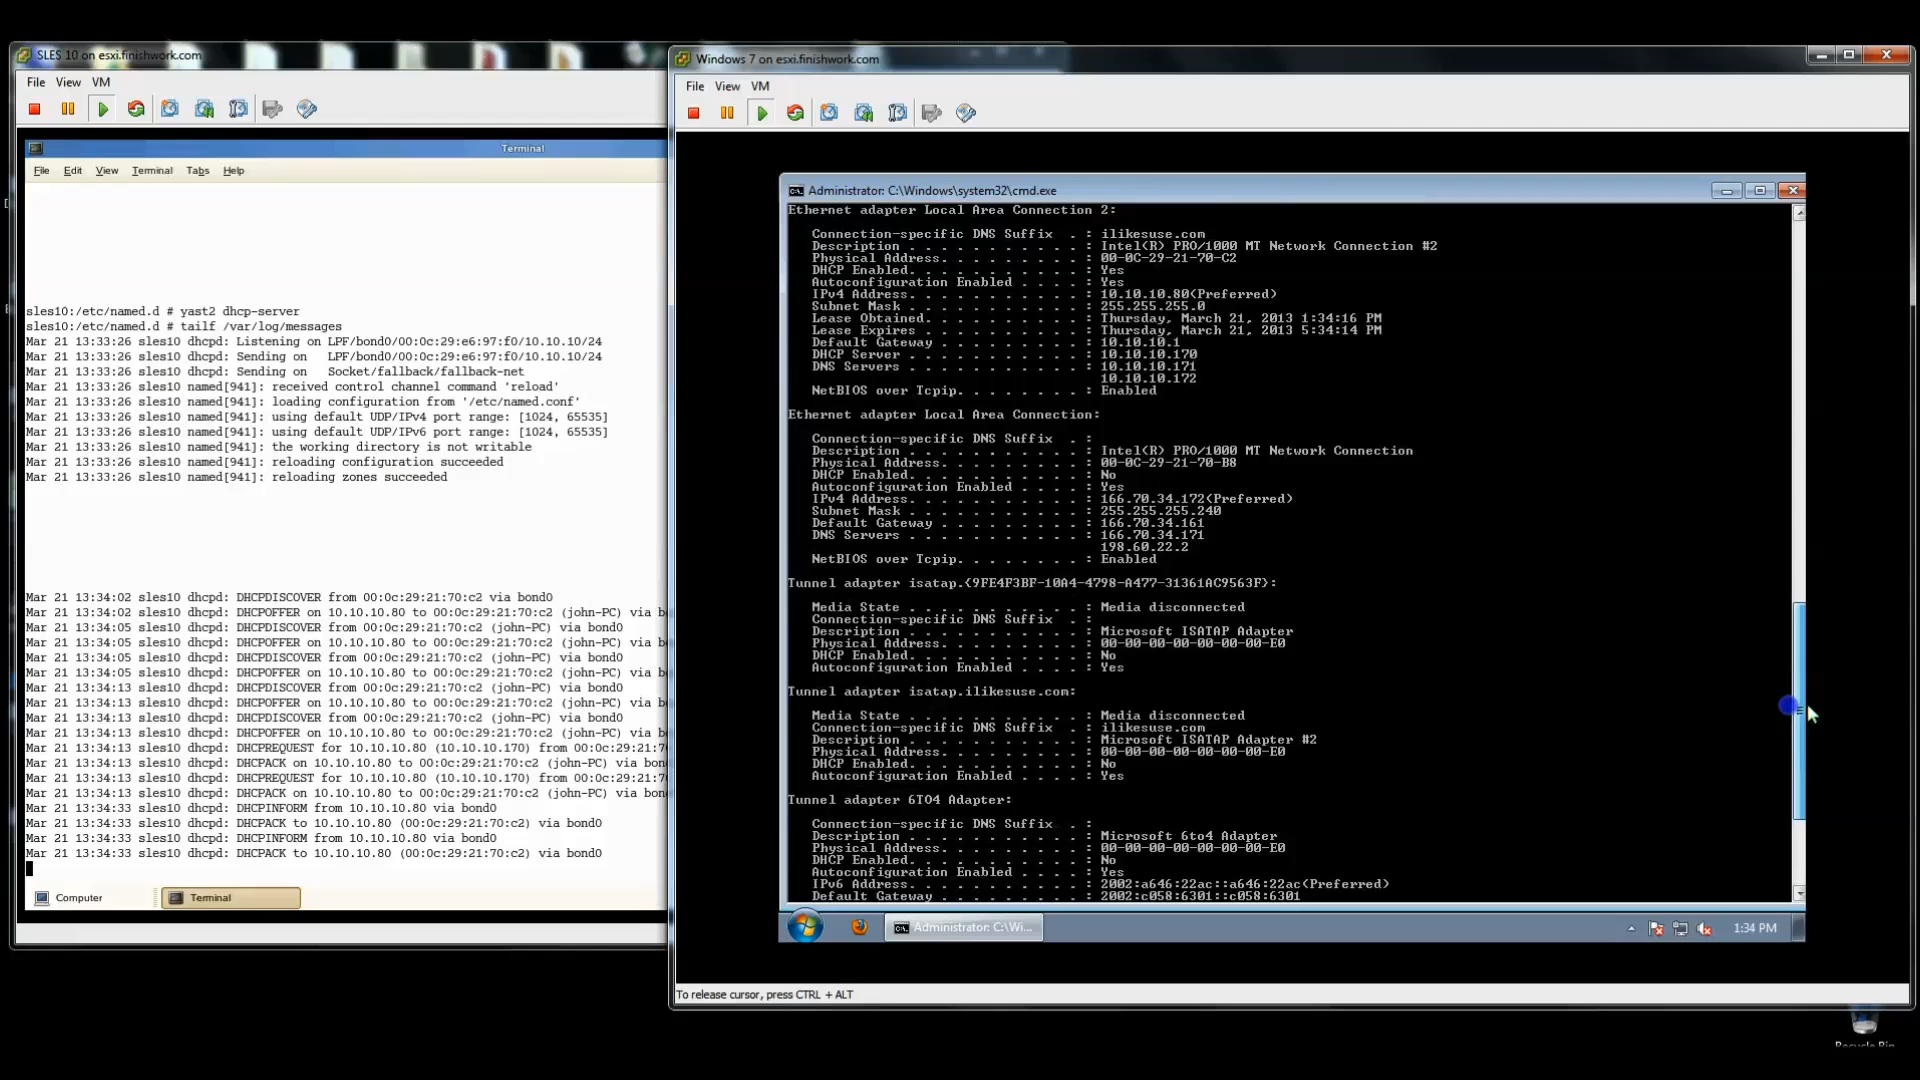 SLES 10 on esxi.finishwork.com
File View VM
Terminal
File Edit View Terminal Tabs Help
sles10:/etc/named.d # yast2 dhcp-server
sles10:/etc/named.d # tailf /var/log/messages
Mar 21 13:33:26 sles10 dhcpd: Listening on LPF/bond0/00:0c:29:e6:97:f0/10.10.10/24
Mar 21 13:33:26 sles10 dhcpd: Sending on   LPF/bond0/00:0c:29:e6:97:f0/10.10.10/24
Mar 21 13:33:26 sles10 dhcpd: Sending on   Socket/fallback/fallback-net
Mar 21 13:33:26 sles10 named[941]: received control channel command 'reload'
Mar 21 13:33:26 sles10 named[941]: loading configuration from '/etc/named.conf'
Mar 21 13:33:26 sles10 named[941]: using default UDP/IPv4 port range: [1024, 65535]
Mar 21 13:33:26 sles10 named[941]: using default UDP/IPv6 port range: [1024, 65535]
Mar 21 13:33:26 sles10 named[941]: the working directory is not writable
Mar 21 13:33:26 sles10 named[941]: reloading configuration succeeded
Mar 21 13:33:26 sles10 named[941]: reloading zones succeeded
Mar 21 13:34:02 sles10 dhcpd: DHCPDISCOVER from 00:0c:29:21:70:c2 via bond0
Mar 21 13:34:02 sles10 dhcpd: DHCPOFFER on 10.10.10.80 to 00:0c:29:21:70:c2 (john-PC) via b
Mar 21 13:34:05 sles10 dhcpd: DHCPDISCOVER from 00:0c:29:21:70:c2 (john-PC) via bond0
Mar 21 13:34:05 sles10 dhcpd: DHCPOFFER on 10.10.10.80 to 00:0c:29:21:70:c2 (john-PC) via b
Mar 21 13:34:05 sles10 dhcpd: DHCPDISCOVER from 00:0c:29:21:70:c2 (john-PC) via bond0
Mar 21 13:34:05 sles10 dhcpd: DHCPOFFER on 10.10.10.80 to 00:0c:29:21:70:c2 (john-PC) via b
Mar 21 13:34:13 sles10 dhcpd: DHCPDISCOVER from 00:0c:29:21:70:c2 (john-PC) via bond0
Mar 21 13:34:13 sles10 dhcpd: DHCPOFFER on 10.10.10.80 to 00:0c:29:21:70:c2 (john-PC) via b
Mar 21 13:34:13 sles10 dhcpd: DHCPDISCOVER from 00:0c:29:21:70:c2 (john-PC) via bond0
Mar 21 13:34:13 sles10 dhcpd: DHCPOFFER on 10.10.10.80 to 00:0c:29:21:70:c2 (john-PC) via b
Mar 21 13:34:13 sles10 dhcpd: DHCPREQUEST for 10.10.10.80 (10.10.10.170) from 00:0c:29:21:7
Mar 21 13:34:13 sles10 dhcpd: DHCPACK on 10.10.10.80 to 00:0c:29:21:70:c2 (john-PC) via bon
Mar 21 13:34:13 sles10 dhcpd: DHCPREQUEST for 10.10.10.80 (10.10.10.170) from 00:0c:29:21:7
Mar 21 13:34:13 sles10 dhcpd: DHCPACK on 10.10.10.80 to 00:0c:29:21:70:c2 (john-PC) via bon
Mar 21 13:34:33 sles10 dhcpd: DHCPINFORM from 10.10.10.80 via bond0
Mar 21 13:34:33 sles10 dhcpd: DHCPACK to 10.10.10.80 (00:0c:29:21:70:c2) via bond0
Mar 21 13:34:33 sles10 dhcpd: DHCPINFORM from 10.10.10.80 via bond0
Mar 21 13:34:33 sles10 dhcpd: DHCPACK to 10.10.10.80 (00:0c:29:21:70:c2) via bond0
Computer Terminal
Windows 7 on esxi.finishwork.com
File View VM
Administrator: C:\Windows\system32\cmd.exe
Ethernet adapter Local Area Connection 2:
Connection-specific DNS Suffix  . : ilikesuse.com
Description . . . . . . . . . . . : Intel(R) PRO/1000 MT Network Connection #2
Physical Address. . . . . . . . . : 00-0C-29-21-70-C2
DHCP Enabled. . . . . . . . . . . : Yes
Autoconfiguration Enabled . . . . : Yes
IPv4 Address. . . . . . . . . . . : 10.10.10.80(Preferred)
Subnet Mask . . . . . . . . . . . : 255.255.255.0
Lease Obtained. . . . . . . . . . : Thursday, March 21, 2013 1:34:16 PM
Lease Expires . . . . . . . . . . : Thursday, March 21, 2013 5:34:14 PM
Default Gateway . . . . . . . . . : 10.10.10.1
DHCP Server . . . . . . . . . . . : 10.10.10.170
DNS Servers . . . . . . . . . . . : 10.10.10.171
10.10.10.172
NetBIOS over Tcpip. . . . . . . . : Enabled
Ethernet adapter Local Area Connection:
Connection-specific DNS Suffix  . :
Description . . . . . . . . . . . : Intel(R) PRO/1000 MT Network Connection
Physical Address. . . . . . . . . : 00-0C-29-21-70-B8
DHCP Enabled. . . . . . . . . . . : No
Autoconfiguration Enabled . . . . : Yes
IPv4 Address. . . . . . . . . . . : 166.70.34.172(Preferred)
Subnet Mask . . . . . . . . . . . : 255.255.255.240
Default Gateway . . . . . . . . . : 166.70.34.161
DNS Servers . . . . . . . . . . . : 166.70.34.171
198.60.22.2
NetBIOS over Tcpip. . . . . . . . : Enabled
Tunnel adapter isatap.{9FE4F3BF-10A4-4798-A477-31361AC9563F}:
Media State . . . . . . . . . . . : Media disconnected
Connection-specific DNS Suffix  . :
Description . . . . . . . . . . . : Microsoft ISATAP Adapter
Physical Address. . . . . . . . . : 00-00-00-00-00-00-00-E0
DHCP Enabled. . . . . . . . . . . : No
Autoconfiguration Enabled . . . . : Yes
Tunnel adapter isatap.ilikesuse.com:
Media State . . . . . . . . . . . : Media disconnected
Connection-specific DNS Suffix  . : ilikesuse.com
Description . . . . . . . . . . . : Microsoft ISATAP Adapter #2
Physical Address. . . . . . . . . : 00-00-00-00-00-00-00-E0
DHCP Enabled. . . . . . . . . . . : No
Autoconfiguration Enabled . . . . : Yes
Tunnel adapter 6TO4 Adapter:
Connection-specific DNS Suffix  . :
Description . . . . . . . . . . . : Microsoft 6to4 Adapter
Physical Address. . . . . . . . . : 00-00-00-00-00-00-00-E0
DHCP Enabled. . . . . . . . . . . : No
Autoconfiguration Enabled . . . . : Yes
IPv6 Address. . . . . . . . . . . : 2002:a646:22ac::a646:22ac(Preferred)
Default Gateway . . . . . . . . . : 2002:c058:6301::c058:6301
Administrator: C:\Wi... 1:34 PM
To release cursor, press CTRL + ALT
Recycle Bin